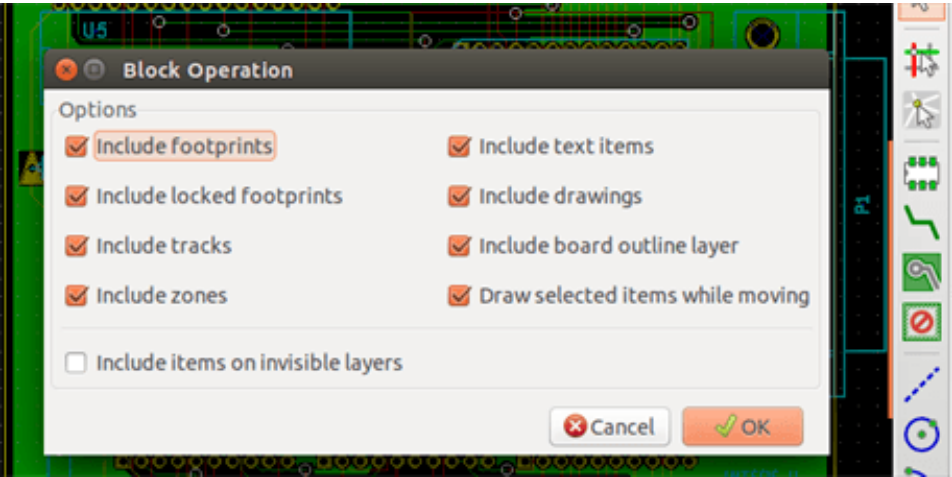 U5
Block Operation
Options
Include footprints
Include text items
Include locked footprints
Include drawings
Include tracks
Include board outline layer
Include zones
Draw selected items while moving
Include items on invisible layers
Cancel
OK
P1